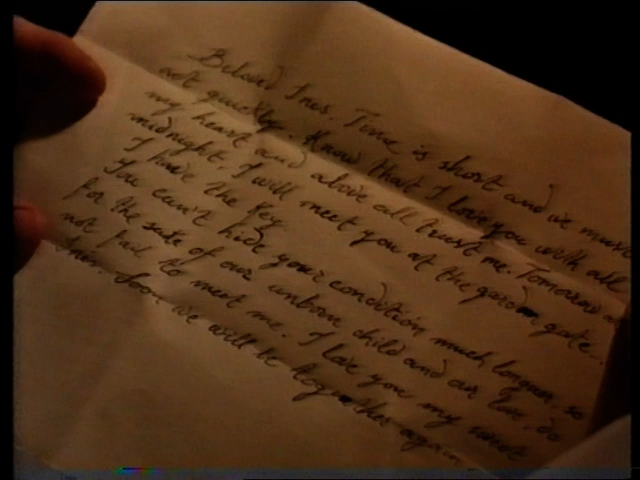 Beloved Ines. Time is short and we must
act quickly. Know that I love you with all
my heart and above all trust me. Tomorrow at
midnight, I will meet you at the garden gate.
I have the key.
You can't hide your condition much longer, so
for the sake of our unborn child and our love, do
not fail to meet me. I love you my sweet
Ines. Soon we will be together again.